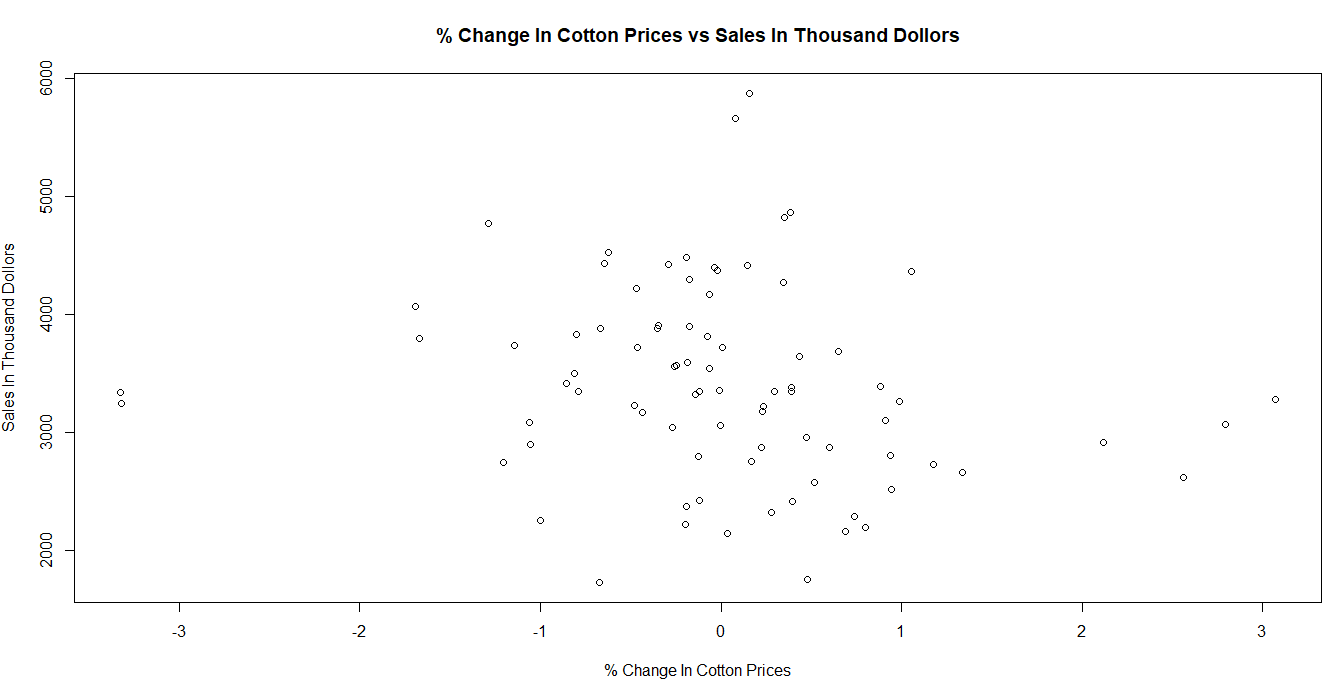 % Change In Cotton Prices vs Sales In Thousand Dollors
6000
5000
4000
3000
2000
Sales In Thousand Dollors
-3 -2 -1 0 1 2 3
% Change In Cotton Prices